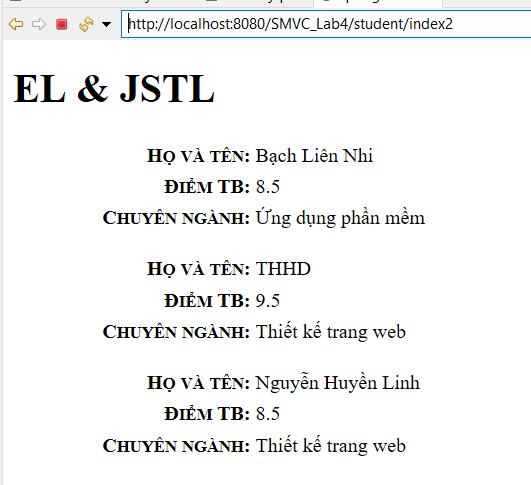 http://localhost:8080/SMVC_Lab4/student/index2
EL & JSTL
HỌ VÀ TÊN: Bạch Liên Nhi
ĐIỂM TB: 8.5
CHUYÊN NGÀNH: Ứng dụng phần mềm
HỌ VÀ TÊN: THHD
ĐIỂM TB: 9.5
CHUYÊN NGÀNH: Thiết kế trang web
HỌ VÀ TÊN: Nguyễn Huyền Linh
ĐIỂM TB: 8.5
CHUYÊN NGÀNH: Thiết kế trang web